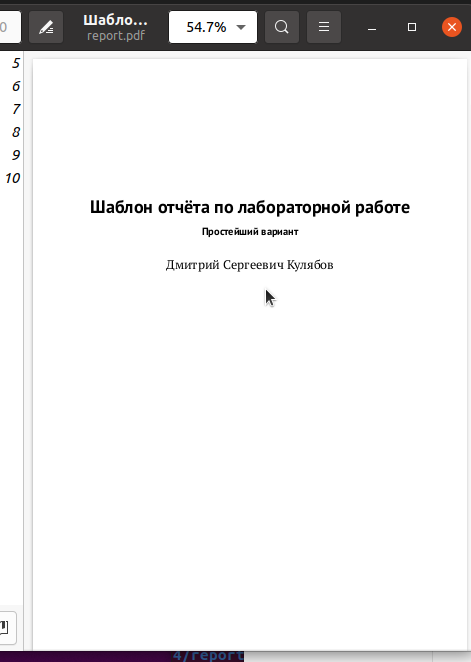 0
Шабло...
report.pdf
54.7%
5
6
7
8
9
10
Шаблон отчёта по лабораторной работе
Простейший вариант
Дмитрий Сергеевич Кулябов
4/report